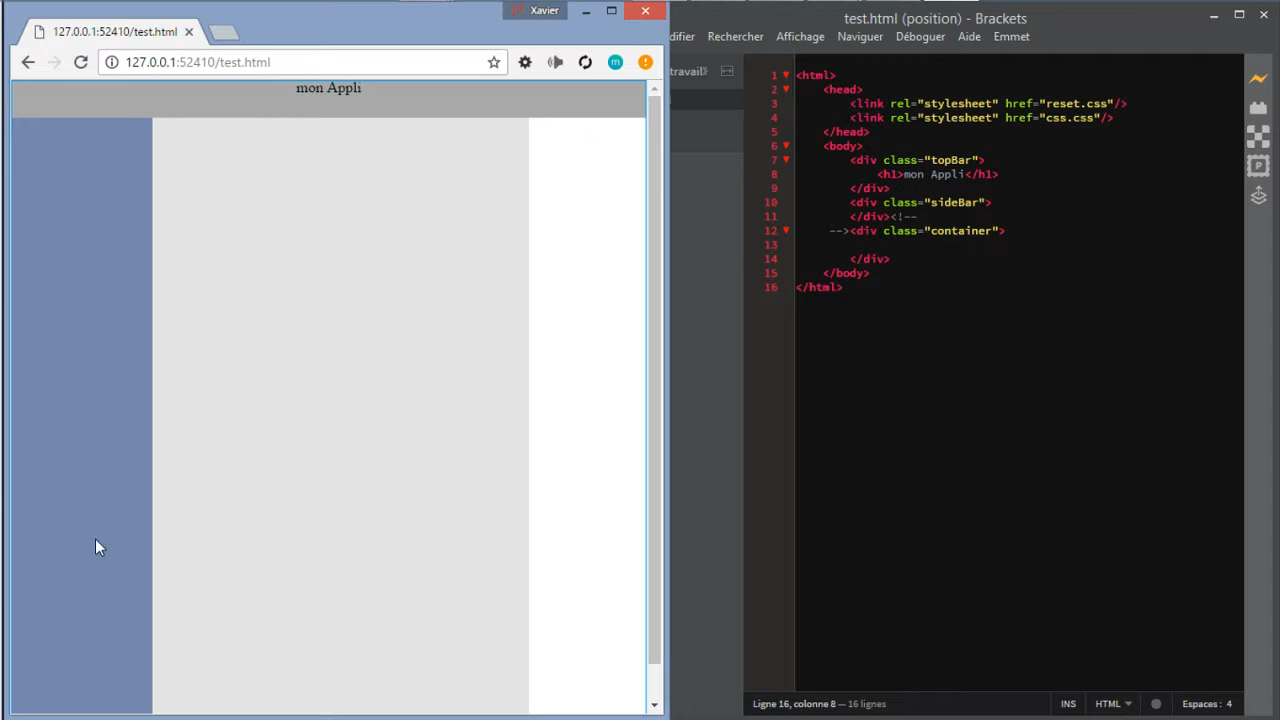 Xavier
127.0.0.1:52410/test.html
127.0.0.1:52410/test.html
m
mon Appli
test.html (position) - Brackets
difier Rechercher Affichage Naviguer Déboguer Aide Emmet
travail
1 <html>
2 <head>
3 <link rel="stylesheet" href="reset.css"/>
4 <link rel="stylesheet" href="css.css"/>
5 </head>
6 <body>
7 <div class="topBar">
8 <h1>mon Appli</h1>
9 </div>
10 <div class="sideBar">
11 </div><!--
12 --><div class="container">
13
14 </div>
15 </body>
16 </html>
P
Ligne 16, colonne 8 — 16 lignes
INS HTML Espaces : 4